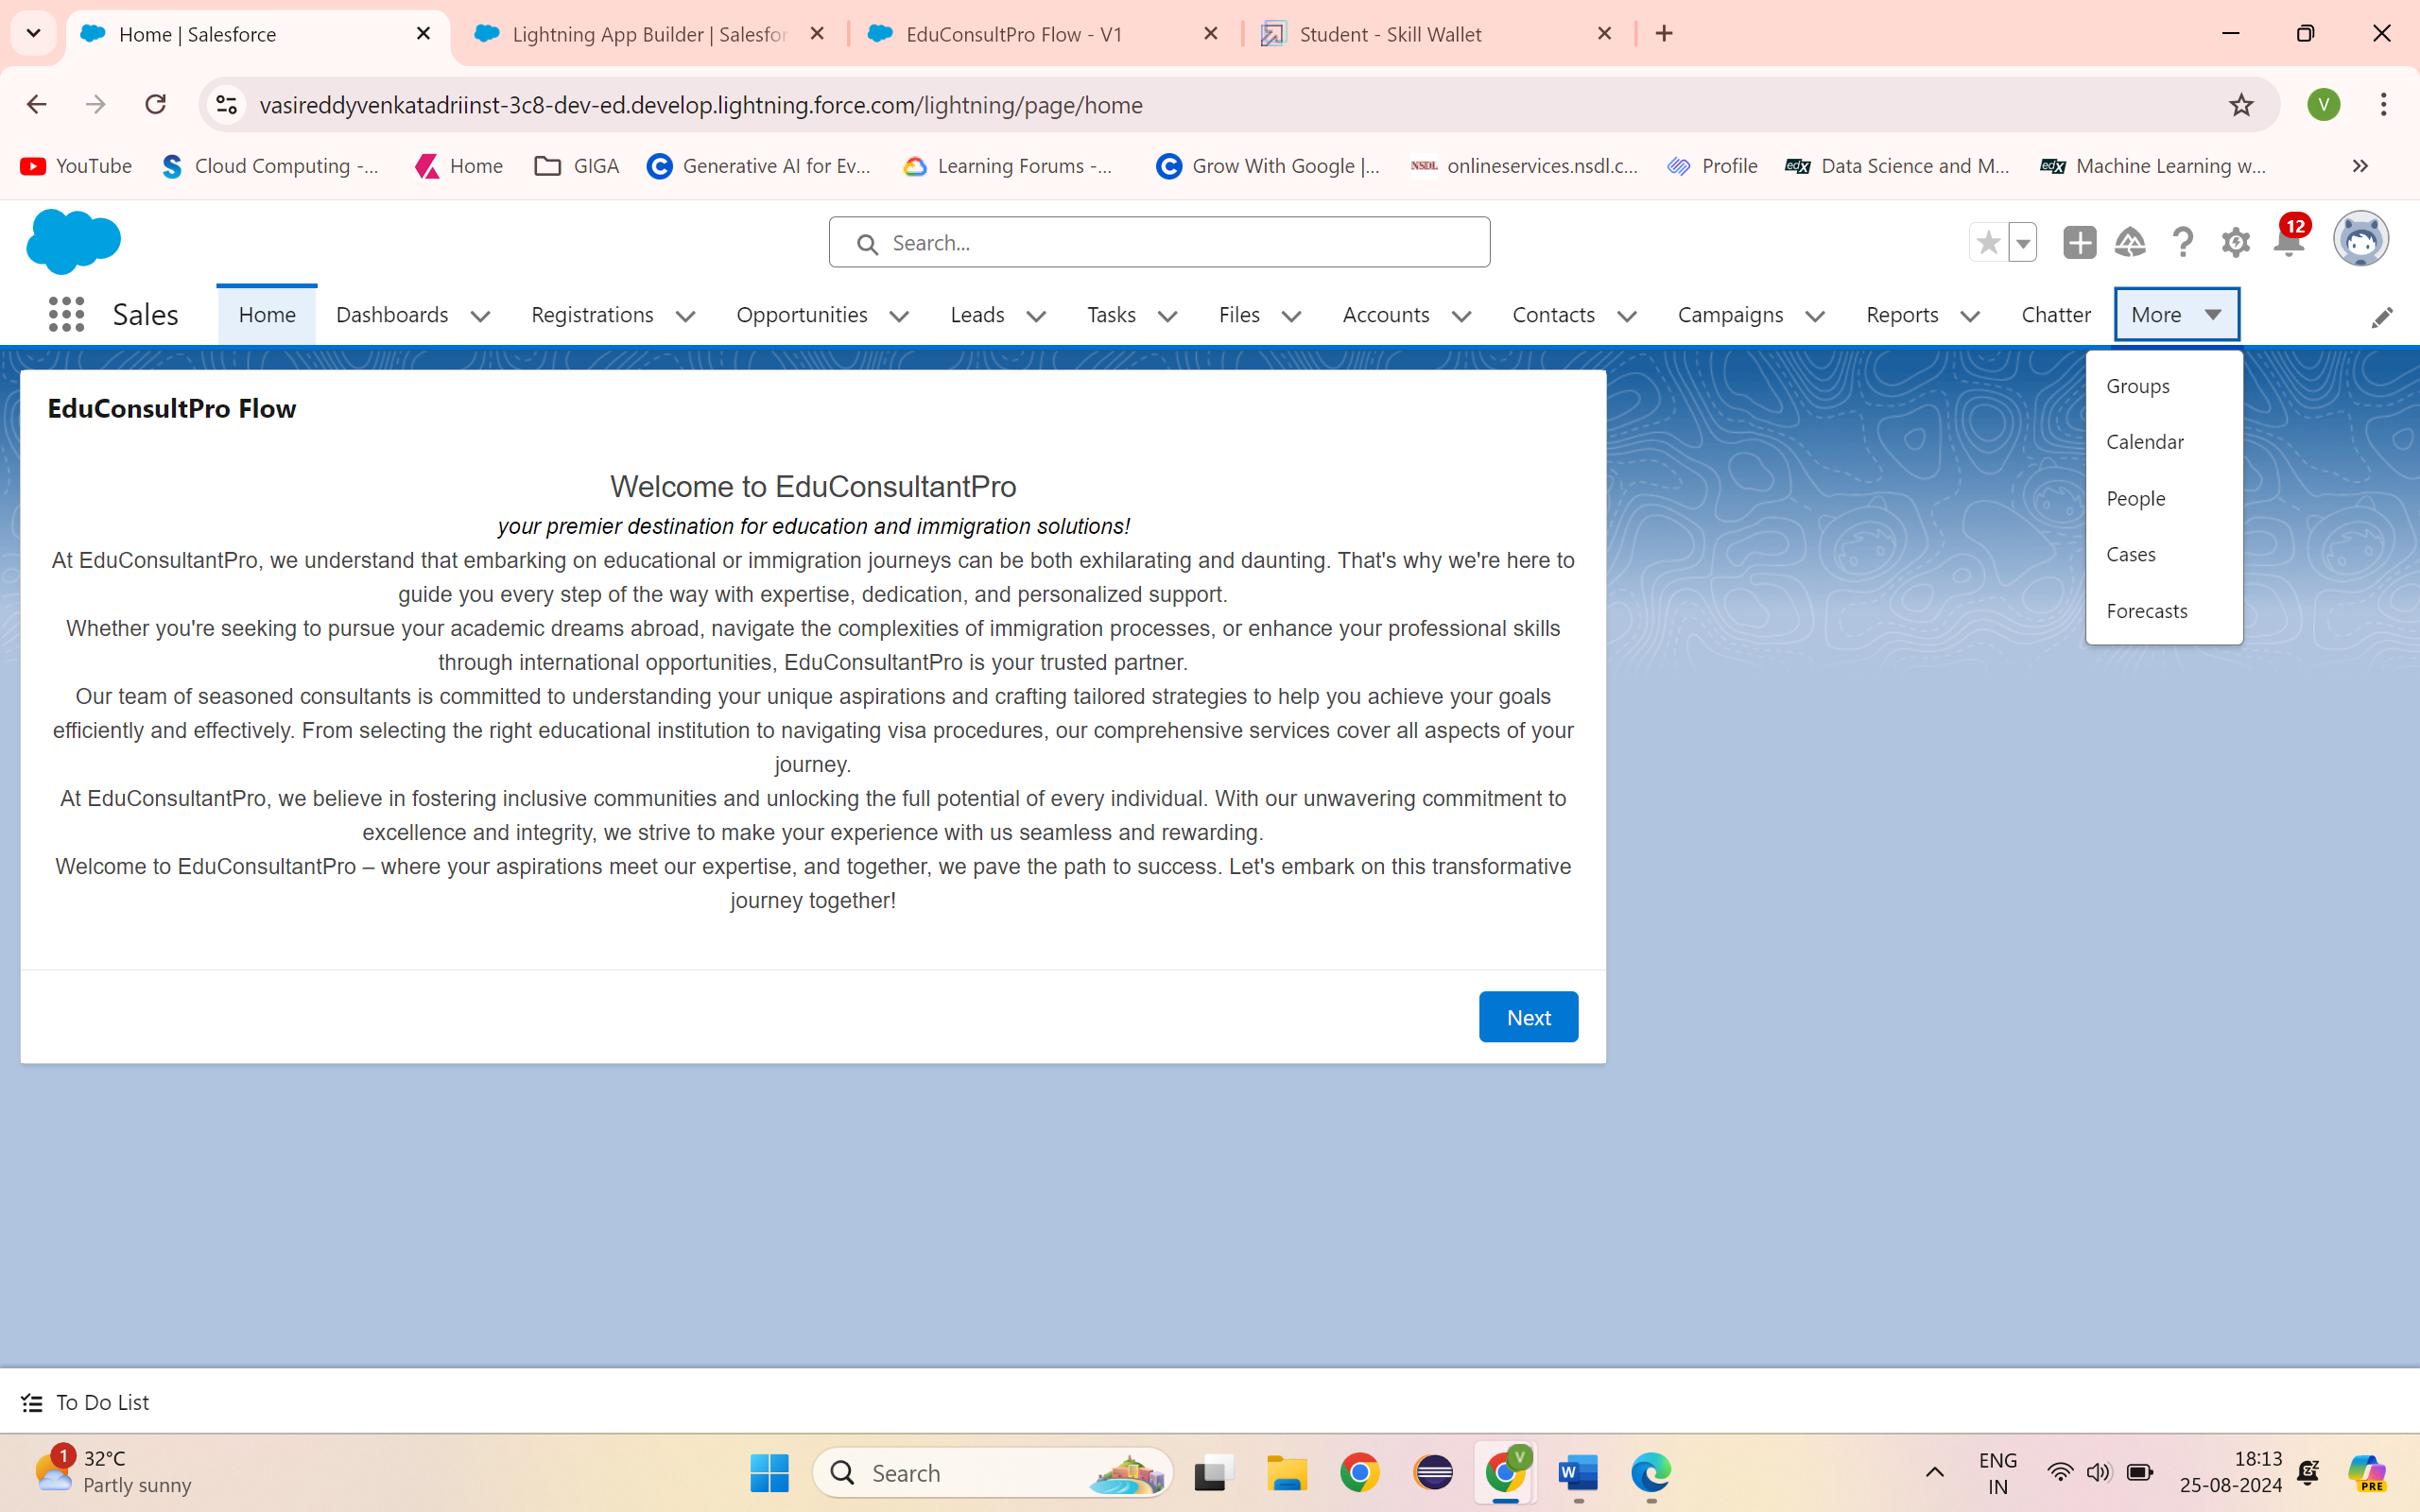 Home | Salesforce
Lightning App Builder | Salesfor
EduConsultPro Flow - V1
Student - Skill Wallet
vasireddyvenkatadriinst-3c8-dev-ed.develop.lightning.force.com/lightning/page/home
V
YouTube
Cloud Computing -...
Home
GIGA
Generative AI for Ev...
Learning Forums -...
Grow With Google |...
NSDL onlineservices.nsdl.c...
Profile
edX Data Science and M...
edX Machine Learning w...
Search...
12
Sales
Home
Dashboards
Registrations
Opportunities
Leads
Tasks
Files
Accounts
Contacts
Campaigns
Reports
Chatter
More
Groups
Calendar
People
Cases
Forecasts
EduConsultPro Flow
Welcome to EduConsultantPro
your premier destination for education and immigration solutions!
At EduConsultantPro, we understand that embarking on educational or immigration journeys can be both exhilarating and daunting. That's why we're here to
guide you every step of the way with expertise, dedication, and personalized support.
Whether you're seeking to pursue your academic dreams abroad, navigate the complexities of immigration processes, or enhance your professional skills
through international opportunities, EduConsultantPro is your trusted partner.
Our team of seasoned consultants is committed to understanding your unique aspirations and crafting tailored strategies to help you achieve your goals
efficiently and effectively. From selecting the right educational institution to navigating visa procedures, our comprehensive services cover all aspects of your
journey.
At EduConsultantPro, we believe in fostering inclusive communities and unlocking the full potential of every individual. With our unwavering commitment to
excellence and integrity, we strive to make your experience with us seamless and rewarding.
Welcome to EduConsultantPro – where your aspirations meet our expertise, and together, we pave the path to success. Let's embark on this transformative
journey together!
Next
To Do List
1
32°C
Partly sunny
Search
V
W
ENG
IN
18:13
25-08-2024
PRE